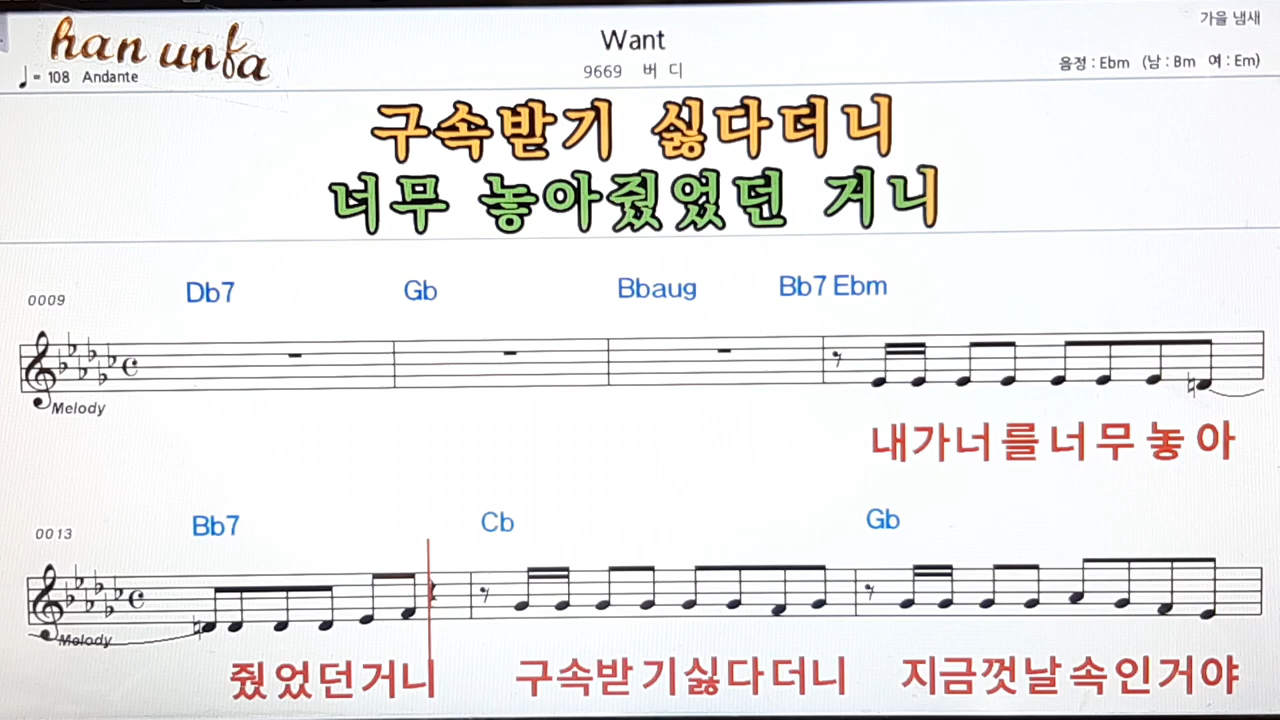 han unfa
Want
가을 냄새
♩= 108 Andante
9669 버 디
음정 : Ebm (남 : Bm 여 : Em)
구속받기 싫다더니
너무 놓아줬었던 거니
0009 Db7 Gb Bbaug Bb7 Ebm
Melody
내가너를너무놓아
0013 Bb7 Cb Gb
Melody
줬었던거니 구속받기싫다더니 지금껏날속인거야